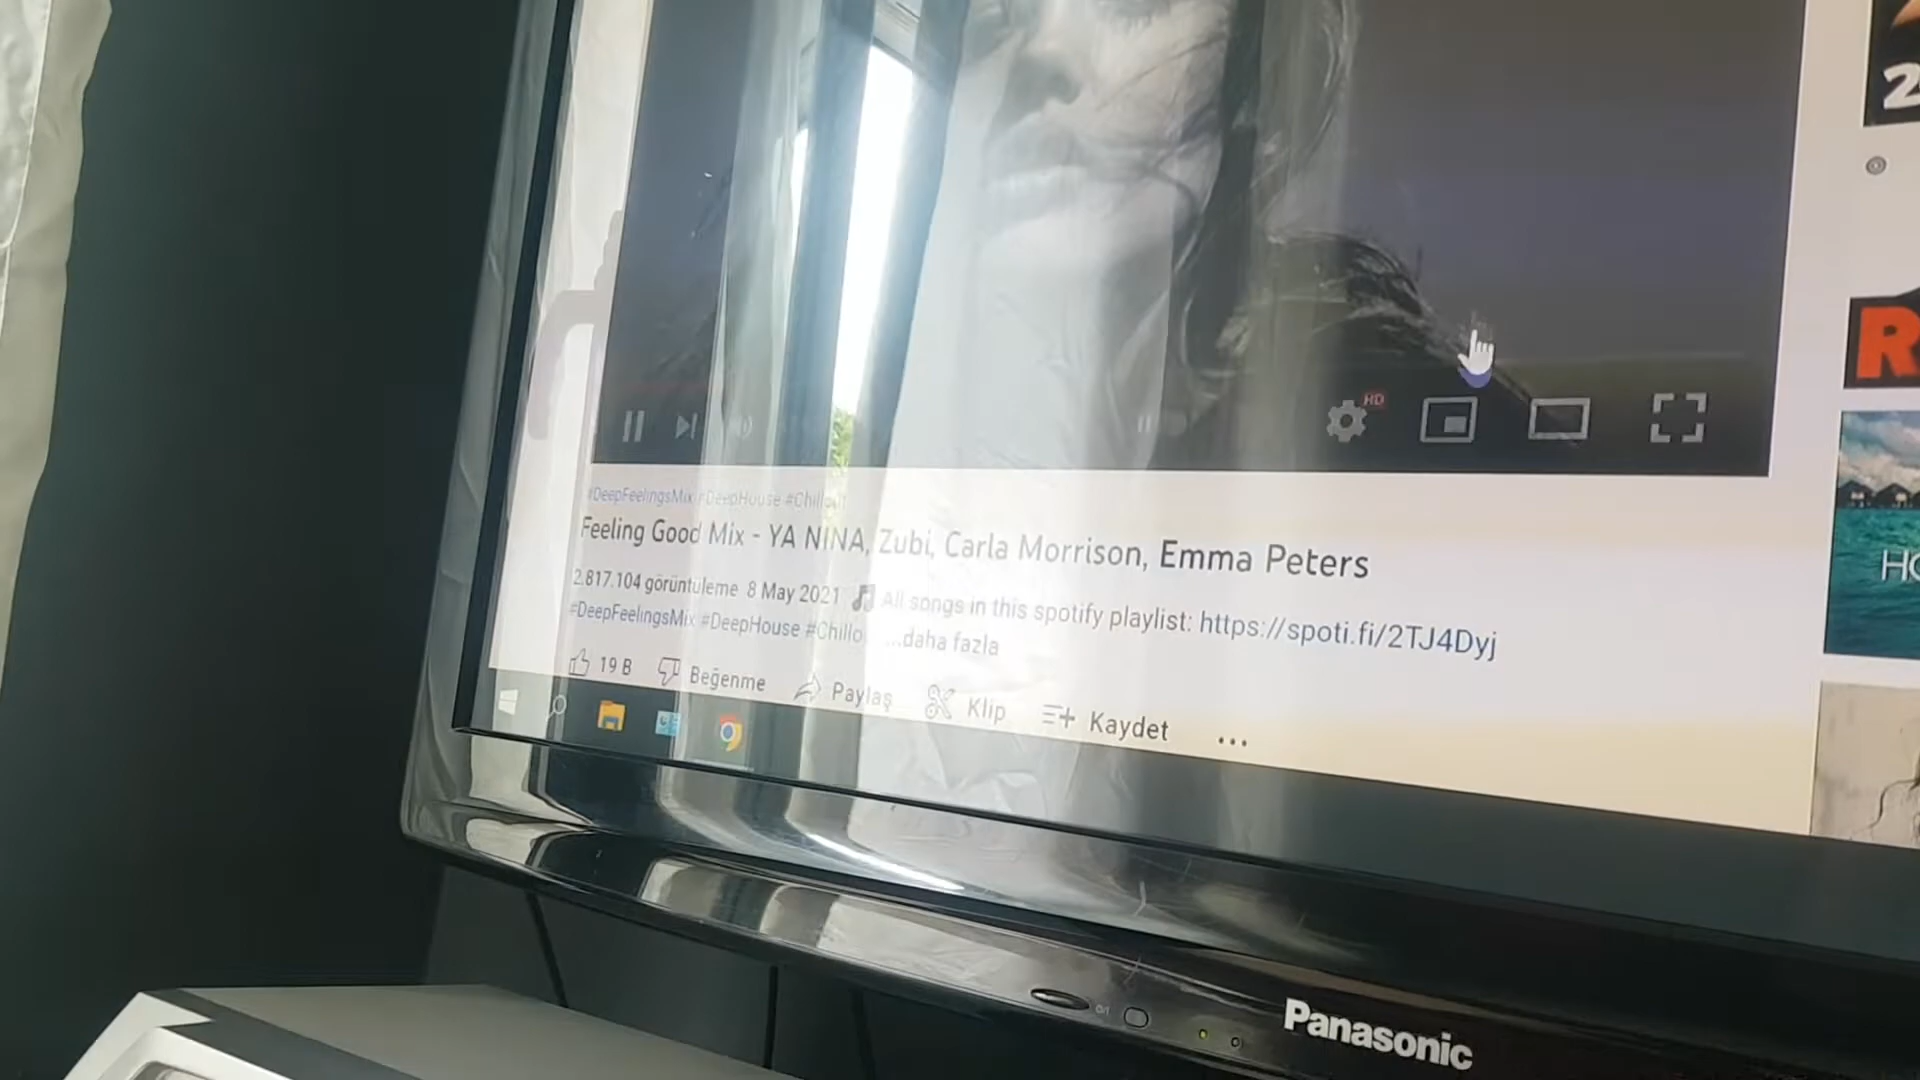 2
R
HD
#DeepFeelingsMix #DeepHouse #Chillout
Feeling Good Mix - YA NINA, Zubi, Carla Morrison, Emma Peters
2.817.104 görüntüleme 8 May 2021 All songs in this spotify playlist: https://spoti.fi/2TJ4Dyj
#DeepFeelingsMix #DeepHouse #Chillo ...daha fazla
19 B Beğenme Paylaş Klip Kaydet ...
HO
Panasonic